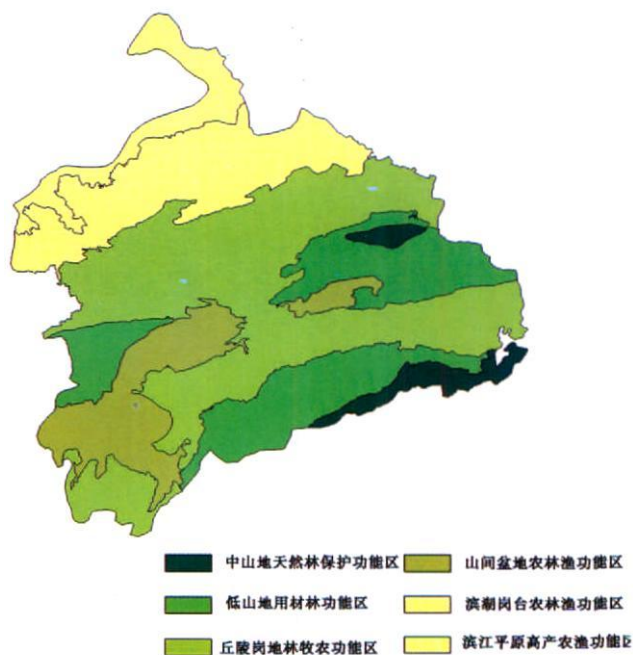 中山地天然林保护功能区 山间盆地农林渔功能区
低山地用材林功能区 滨湖岗台农林渔功能区
丘陵岗地林牧农功能区 滨江平原高产农渔功能